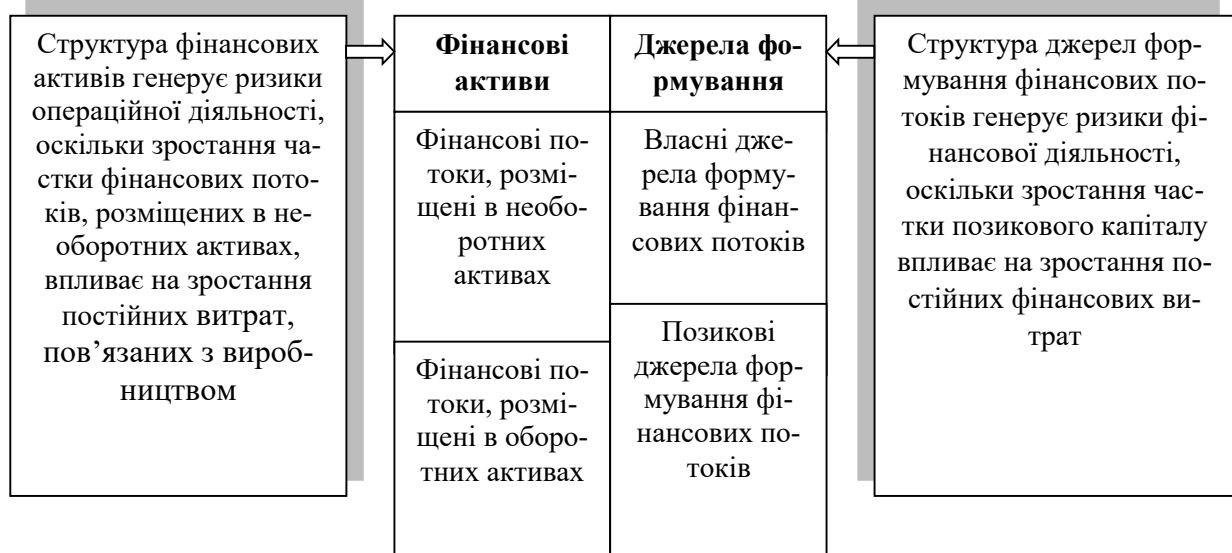 Структура фінансових
активів генерує ризики
операційної діяльності,
оскільки зростання ча-
стки фінансових пото-
ків, розміщених в не-
оборотних активах,
впливає на зростання
постійних витрат,
пов’язаних з вироб-
ництвом
Фінансові
активи
Фінансові по-
токи, розмі-
щені в необо-
ротних
активах
Фінансові по-
токи, розмі-
щені в оборо-
тних активах
Джерела фо-
рмування
Власні дже-
рела форму-
вання фінан-
сових потоків
Позикові
джерела фор-
мування фі-
нансових по-
токів
Структура джерел фор-
мування фінансових по-
токів генерує ризики фі-
нансової діяльності,
оскільки зростання час-
тки позикового капіталу
впливає на зростання по-
стійних фінансових ви-
трат